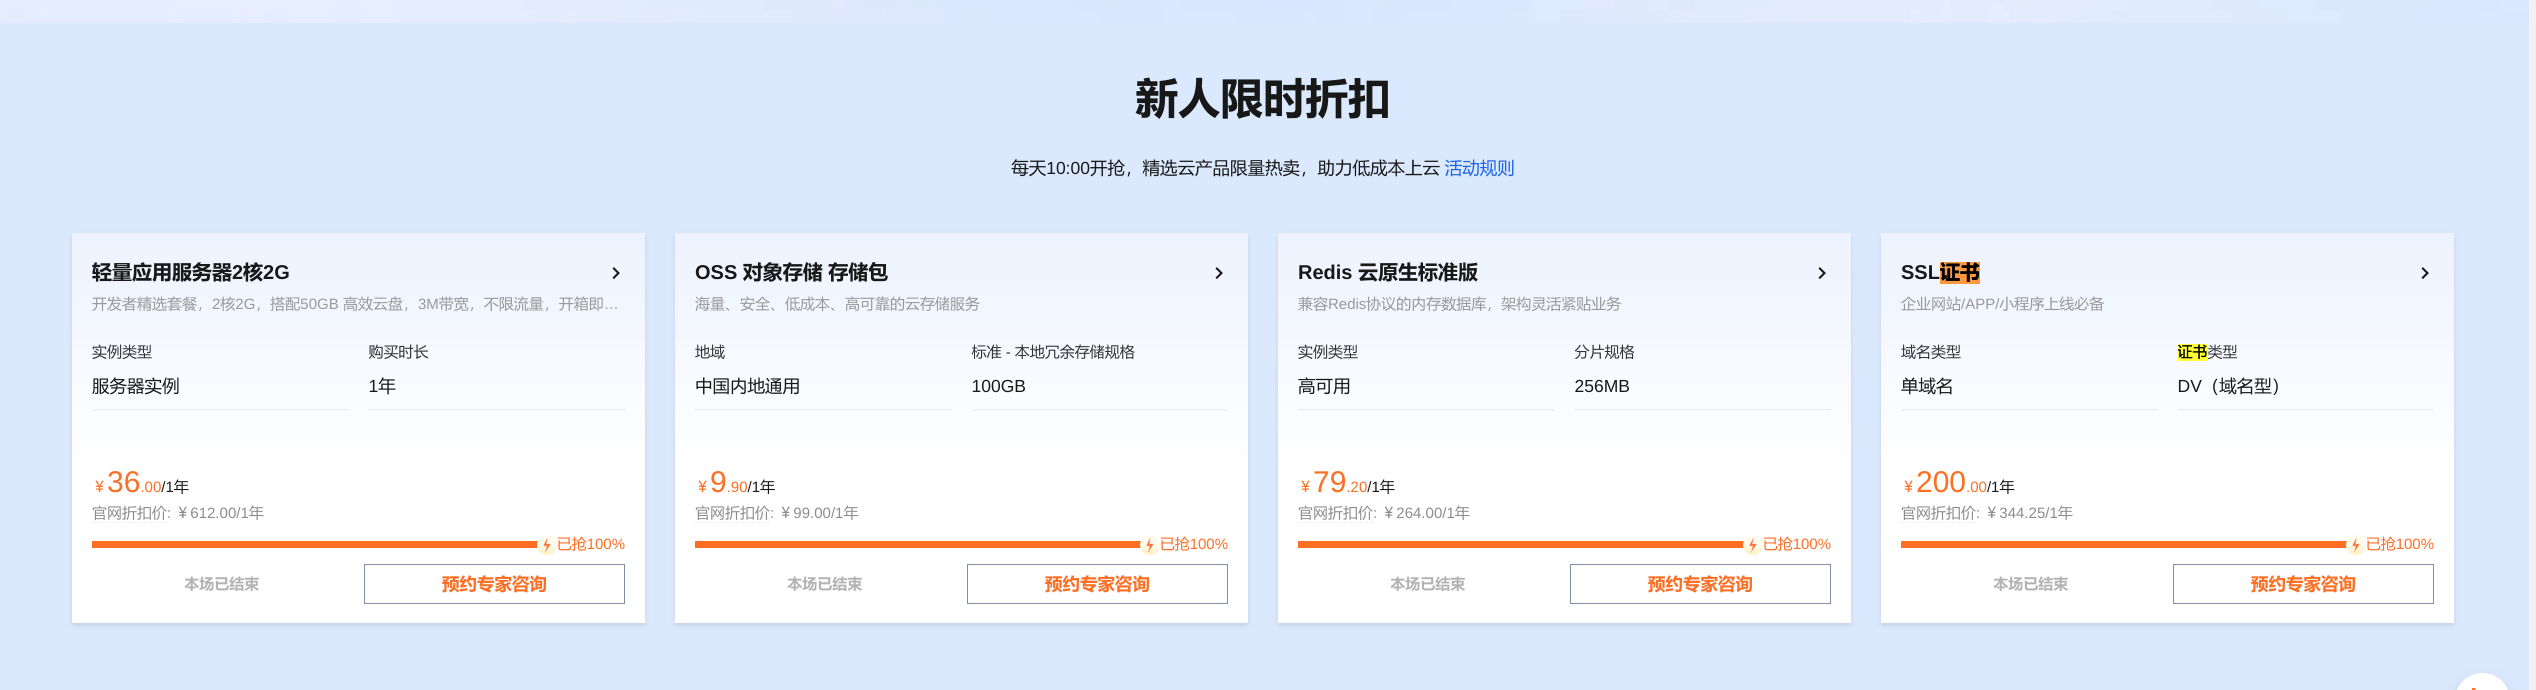 新人限时折扣
每天10:00开抢，精选云产品限量热卖，助力低成本上云 活动规则
轻量应用服务器2核2G
开发者精选套餐，2核2G，搭配50GB 高效云盘，3M带宽，不限流量，开箱即…
实例类型 购买时长
服务器实例 1年
¥36.00/1年
官网折扣价: ¥612.00/1年
已抢100%
本场已结束 预约专家咨询
OSS 对象存储 存储包
海量、安全、低成本、高可靠的云存储服务
地域 标准 - 本地冗余存储规格
中国内地通用 100GB
¥9.90/1年
官网折扣价: ¥99.00/1年
已抢100%
本场已结束 预约专家咨询
Redis 云原生标准版
兼容Redis协议的内存数据库，架构灵活紧贴业务
实例类型 分片规格
高可用 256MB
¥79.20/1年
官网折扣价: ¥264.00/1年
已抢100%
本场已结束 预约专家咨询
SSL证书
企业网站/APP/小程序上线必备
域名类型 证书类型
单域名 DV（域名型）
¥200.00/1年
官网折扣价: ¥344.25/1年
已抢100%
本场已结束 预约专家咨询